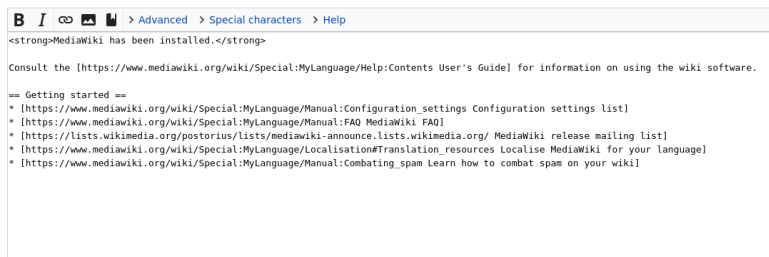 B I Advanced Special characters Help
<strong>MediaWiki has been installed.</strong>
Consult the [https://www.mediawiki.org/wiki/Special:MyLanguage/Help:Contents User's Guide] for information on using the wiki software.
== Getting started ==
* [https://www.mediawiki.org/wiki/Special:MyLanguage/Manual:Configuration_settings Configuration settings list]
* [https://www.mediawiki.org/wiki/Special:MyLanguage/Manual:FAQ MediaWiki FAQ]
* [https://lists.wikimedia.org/postorius/lists/mediawiki-announce.lists.wikimedia.org/ MediaWiki release mailing list]
* [https://www.mediawiki.org/wiki/Special:MyLanguage/Localisation#Translation_resources Localise MediaWiki for your language]
* [https://www.mediawiki.org/wiki/Special:MyLanguage/Manual:Combating_spam Learn how to combat spam on your wiki]